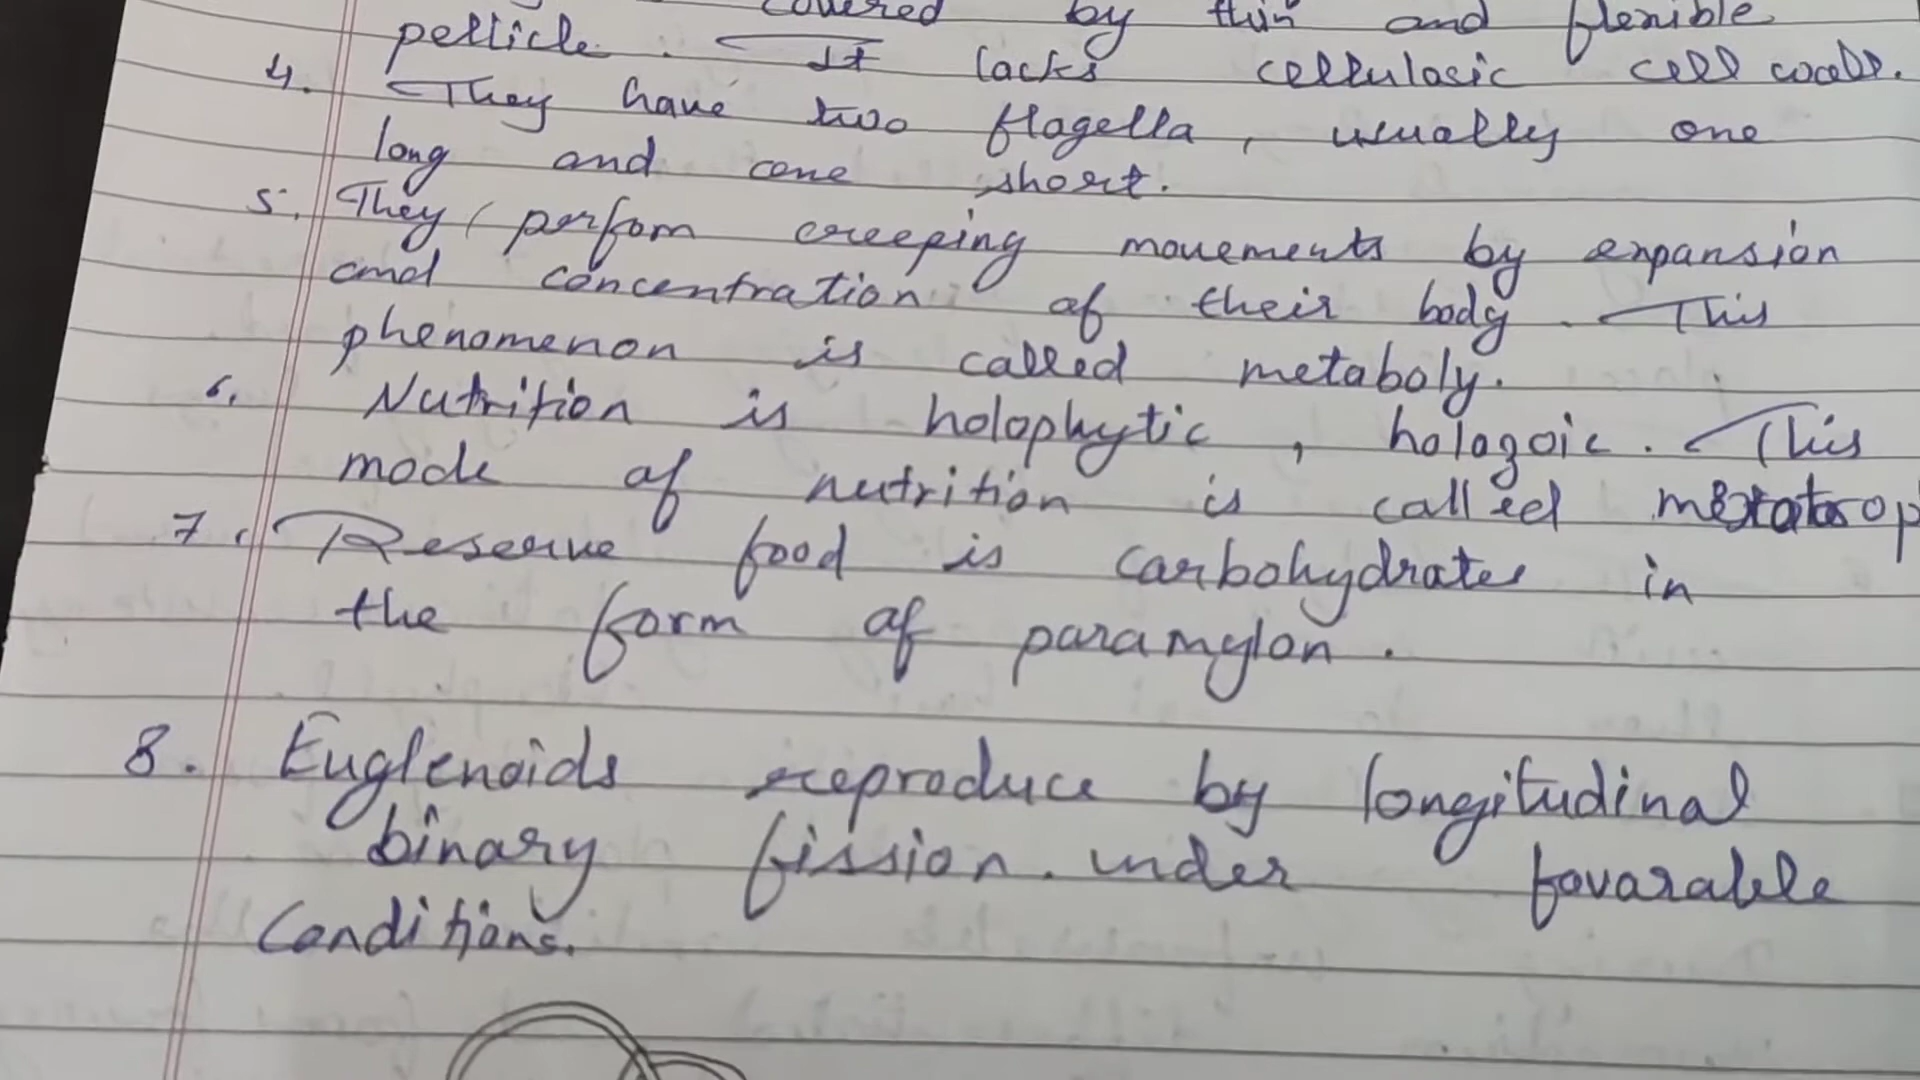 covered by thin and flexible
pellicle. It lacks cellulosic cell wall.
4. They have two flagella, usually one
long and one short.
5. They perfom creeping movements by expansion
and concentration of their body. This
phenomenon is called metaboly.
6. Nutrition is holophytic, holozoic. This
mode of nutrition is called
7. Reserve food is carbohydrates in
the form of paramylon.
8. Euglenoids reproduce by longitudinal
binary fission. under favarable
Conditions.